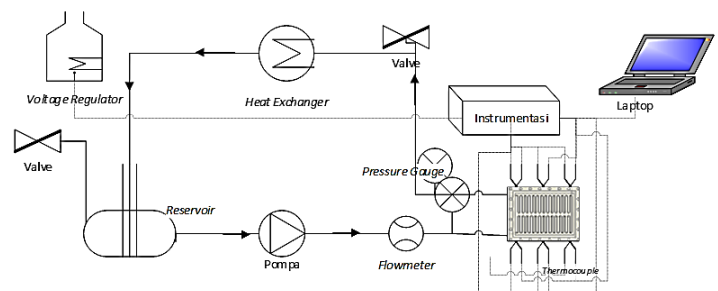 Valve
Voltage Regulator
Heat Exchanger
Laptop
Instrumentasi
Valve
Pressure Gauge
Reservoir
Pompa
Flowmeter
Thermocouple